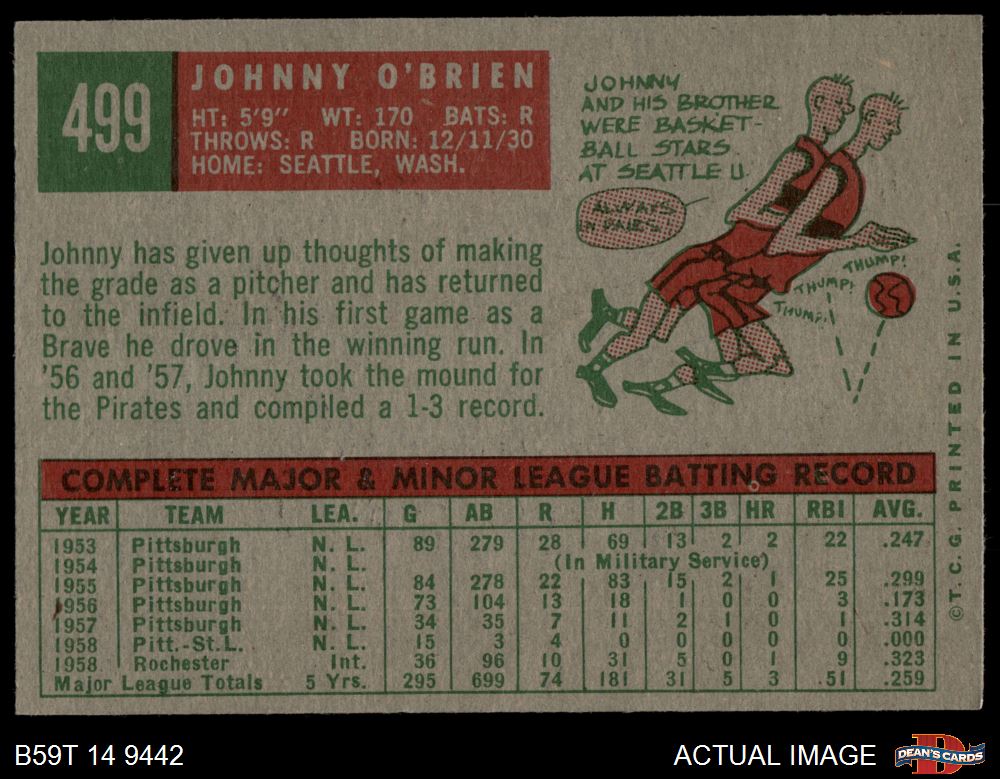 499
JOHNNY O'BRIEN
HT: 5'9" WT: 170 BATS: R
THROWS: R BORN: 12/11/30
HOME: SEATTLE, WASH.
JOHNNY
AND HIS BROTHER
WERE BASKET-
BALL STARS
AT SEATTLE U.
ALWAYS
IN PAIRS
THUMP!
THUMP!
THUMP!
Johnny has given up thoughts of making
the grade as a pitcher and has returned
to the infield. In his first game as a
Brave he drove in the winning run. In
'56 and '57, Johnny took the mound for
the Pirates and compiled a 1-3 record.
COMPLETE MAJOR & MINOR LEAGUE BATTING RECORD
YEAR TEAM LEA. G AB R H 2B 3B HR RBI AVG.
1953 Pittsburgh N. L. 89 279 28 69 13 2 2 22 .247
1954 Pittsburgh N. L. (In Military Service)
1955 Pittsburgh N. L. 84 278 22 83 15 2 1 25 .299
1956 Pittsburgh N. L. 73 104 13 18 1 0 0 3 .173
1957 Pittsburgh N. L. 34 35 7 11 2 1 0 1 .314
1958 Pitt.-St.L. N. L. 15 3 4 0 0 0 0 0 .000
1958 Rochester Int. 36 96 10 31 5 0 1 9 .323
Major League Totals 5 Yrs. 295 699 74 181 31 5 3 51 .259
©T.C.G. PRINTED IN U.S.A.
B59T 14 9442
ACTUAL IMAGE
DEAN'S CARDS